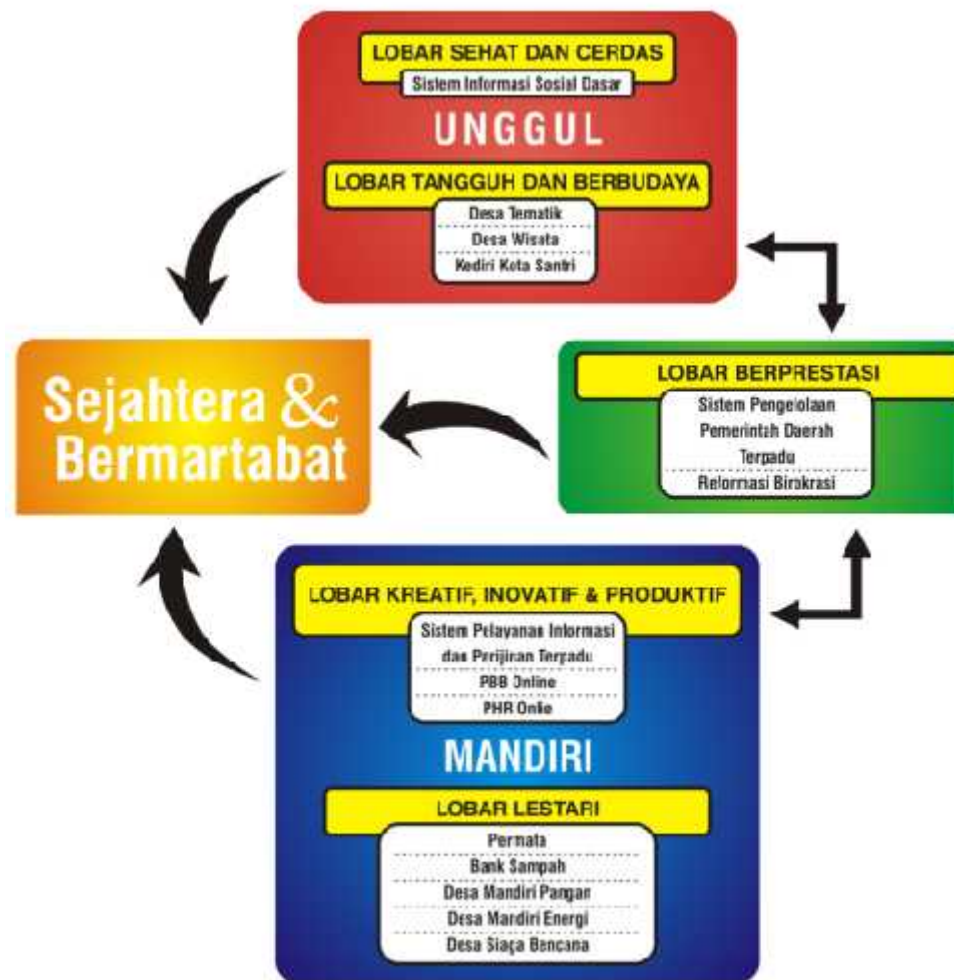 LOBAR SEHAT DAN CERDAS
Sistem Informasi Sosial Dasar
UNGGUL
LOBAR TANGGUH DAN BERBUDAYA
Desa Tematik
Desa Wisata
Kediri Kota Santri
Sejahtera &
Bermartabat
LOBAR BERPRESTASI
Sistem Pengelolaan
Pemerintah Daerah
Terpadu
Reformasi Birokrasi
LOBAR KREATIF, INOVATIF & PRODUKTIF
Sistem Pelayanan Informasi
dan Perijinan Terpadu
PBB Online
PHR Onlie
MANDIRI
LOBAR LESTARI
Permata
Bank Sampah
Desa Mandiri Pangan
Desa Mandiri Energi
Desa Siaga Bencana